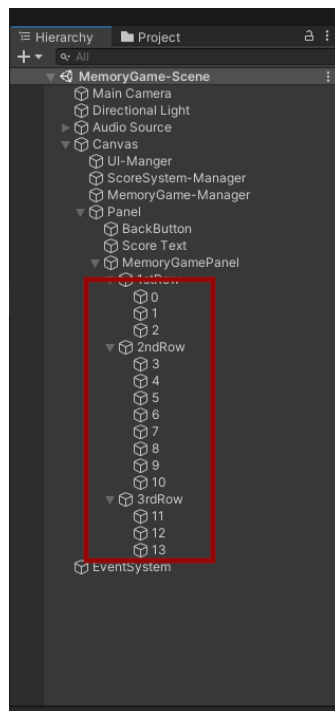 Hierarchy Project
All
MemoryGame-Scene
Main Camera
Directional Light
Audio Source
Canvas
UI-Manger
ScoreSystem-Manager
MemoryGame-Manager
Panel
BackButton
Score Text
MemoryGamePanel
1stRow
0
1
2
2ndRow
3
4
5
6
7
8
9
10
3rdRow
11
12
13
EventSystem